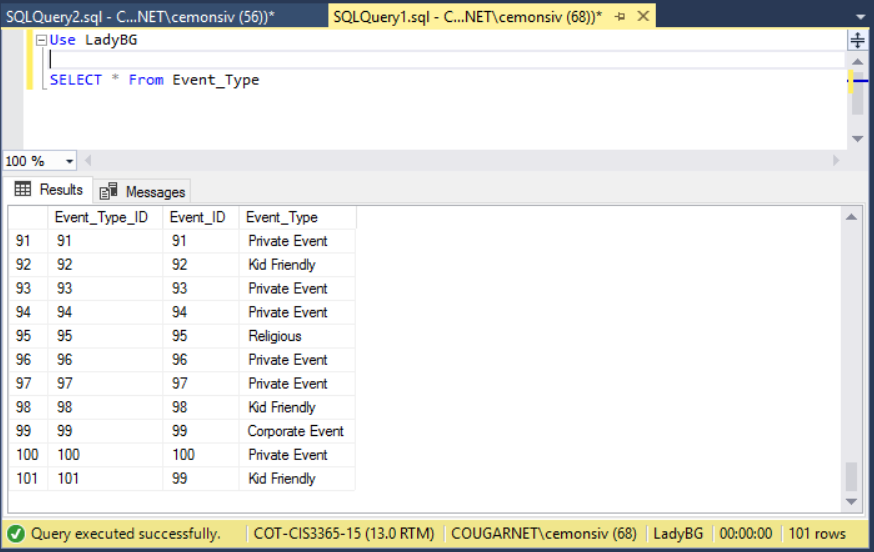 SQLQuery2.sql - C...NET\cemonsiv (56))* SQLQuery1.sql - C...NET\cemonsiv (68))*
Use LadyBG
SELECT * From Event_Type
100 %
Results Messages
Event_Type_ID Event_ID Event_Type
91 91 91 Private Event
92 92 92 Kid Friendly
93 93 93 Private Event
94 94 94 Private Event
95 95 95 Religious
96 96 96 Private Event
97 97 97 Private Event
98 98 98 Kid Friendly
99 99 99 Corporate Event
100 100 100 Private Event
101 101 99 Kid Friendly
Query executed successfully. COT-CIS3365-15 (13.0 RTM) COUGARNET\cemonsiv (68) LadyBG 00:00:00 101 rows